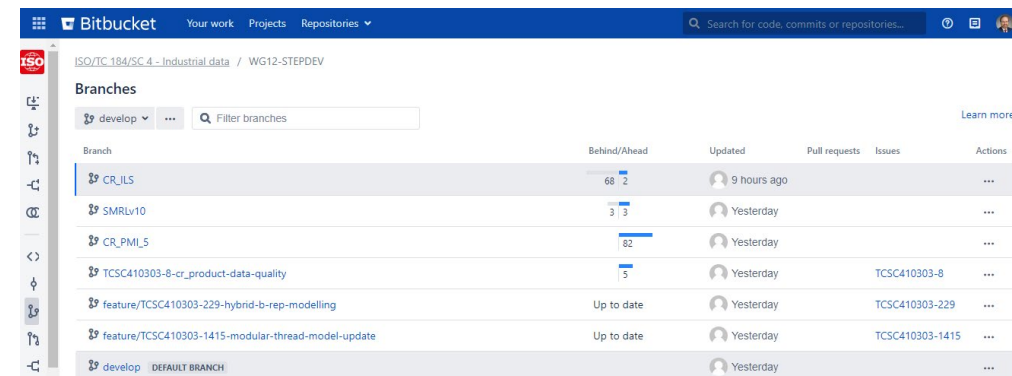 Bitbucket Your work Projects Repositories Search for code, commits or repositories...
ISO
ISO/TC 184/SC 4 - Industrial data / WG12-STEPDEV
Branches
develop ... Filter branches
Learn more
Branch Behind/Ahead Updated Pull requests Issues Actions
CR_ILS 68 2 9 hours ago ...
SMRLv10 3 3 Yesterday ...
CR_PMI_5 82 Yesterday ...
TCSC410303-8-cr_product-data-quality 5 Yesterday TCSC410303-8 ...
feature/TCSC410303-229-hybrid-b-rep-modelling Up to date Yesterday TCSC410303-229 ...
feature/TCSC410303-1415-modular-thread-model-update Up to date Yesterday TCSC410303-1415 ...
develop DEFAULT BRANCH Yesterday ...